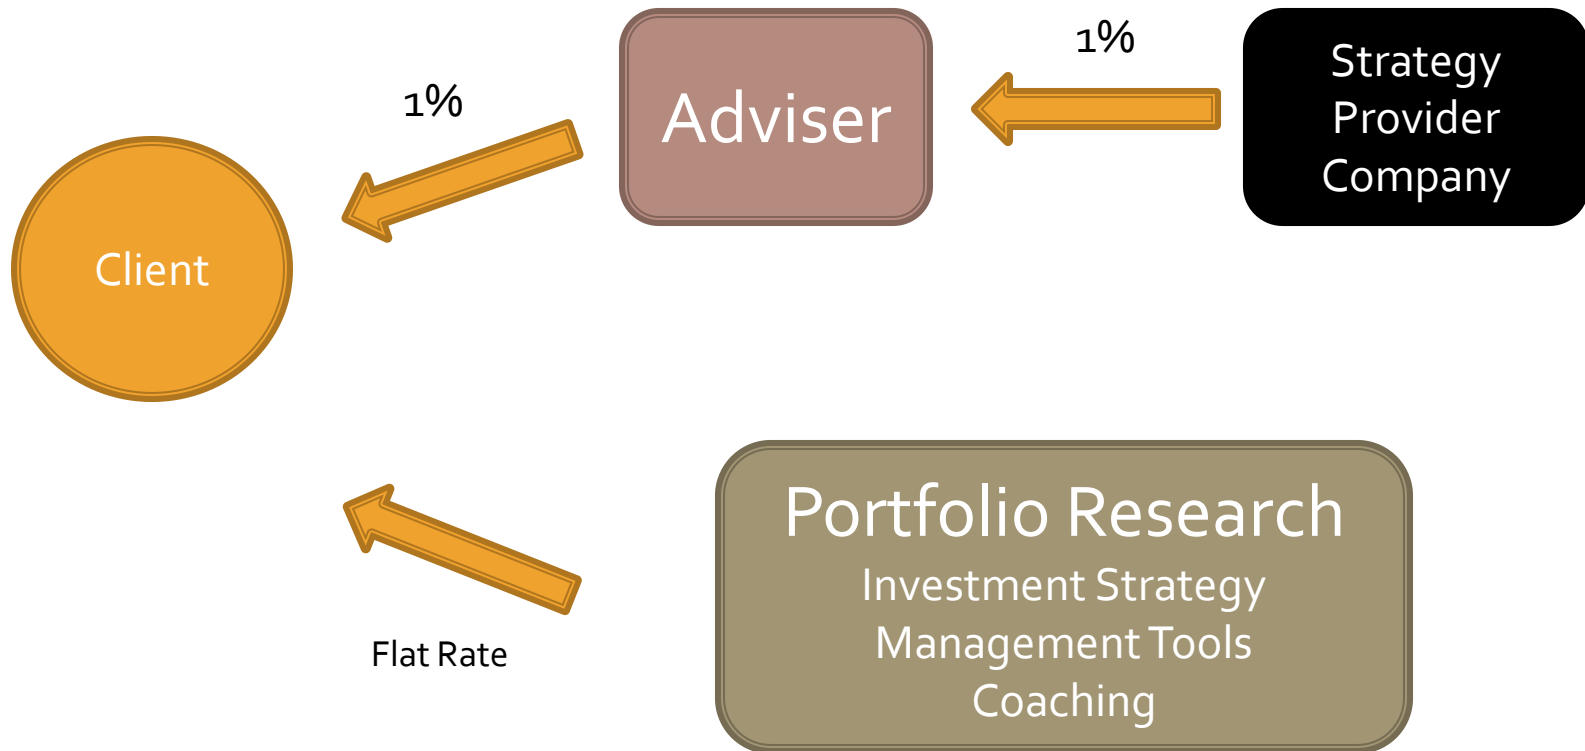 1%
Strategy
Provider
Company
Adviser
1%
Client
Portfolio Research
Investment Strategy
Management Tools
Coaching
Flat Rate